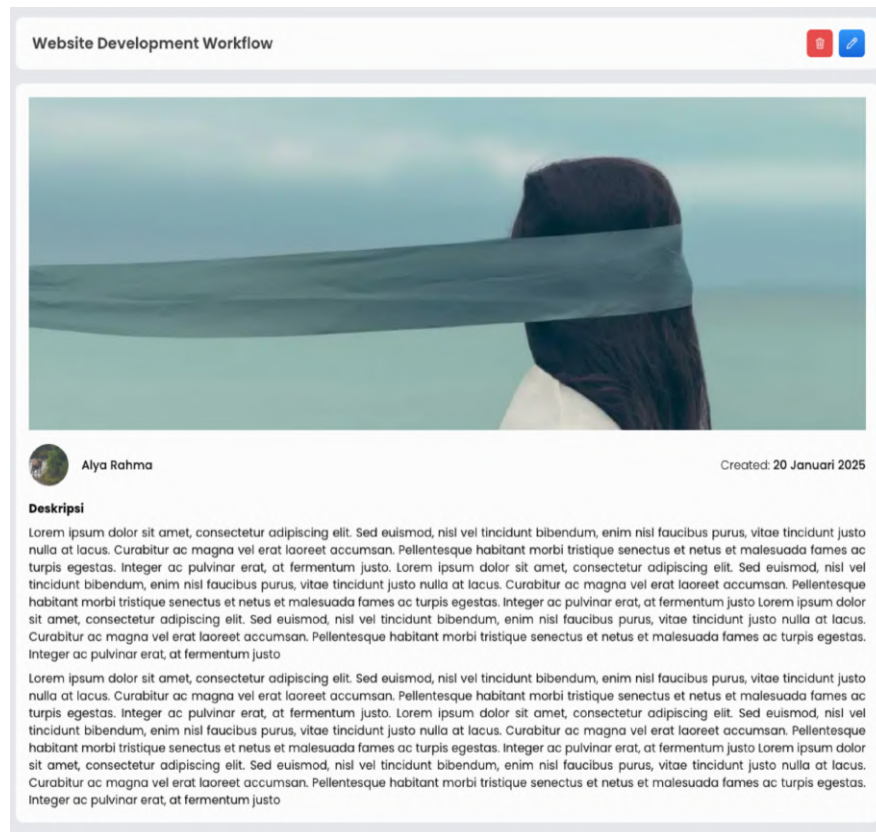 Website Development Workflow
Alya Rahma
Created: 20 Januari 2025
Deskripsi
Lorem ipsum dolor sit amet, consectetur adipiscing elit. Sed euismod, nisl vel tincidunt bibendum, enim nisl faucibus purus, vitae tincidunt justo
nulla at lacus. Curabitur ac magna vel erat laoreet accumsan. Pellentesque habitant morbi tristique senectus et netus et malesuada fames ac
turpis egestas. Integer ac pulvinar erat, at fermentum justo. Lorem ipsum dolor sit amet, consectetur adipiscing elit. Sed euismod, nisl vel
tincidunt bibendum, enim nisl faucibus purus, vitae tincidunt justo nulla at lacus. Curabitur ac magna vel erat laoreet accumsan. Pellentesque
habitant morbi tristique senectus et netus et malesuada fames ac turpis egestas. Integer ac pulvinar erat, at fermentum justo Lorem ipsum dolor
sit amet, consectetur adipiscing elit. Sed euismod, nisl vel tincidunt bibendum, enim nisl faucibus purus, vitae tincidunt justo nulla at lacus.
Curabitur ac magna vel erat laoreet accumsan. Pellentesque habitant morbi tristique senectus et netus et malesuada fames ac turpis egestas.
Integer ac pulvinar erat, at fermentum justo
Lorem ipsum dolor sit amet, consectetur adipiscing elit. Sed euismod, nisl vel tincidunt bibendum, enim nisl faucibus purus, vitae tincidunt justo
nulla at lacus. Curabitur ac magna vel erat laoreet accumsan. Pellentesque habitant morbi tristique senectus et netus et malesuada fames ac
turpis egestas. Integer ac pulvinar erat, at fermentum justo. Lorem ipsum dolor sit amet, consectetur adipiscing elit. Sed euismod, nisl vel
tincidunt bibendum, enim nisl faucibus purus, vitae tincidunt justo nulla at lacus. Curabitur ac magna vel erat laoreet accumsan. Pellentesque
habitant morbi tristique senectus et netus et malesuada fames ac turpis egestas. Integer ac pulvinar erat, at fermentum justo Lorem ipsum dolor
sit amet, consectetur adipiscing elit. Sed euismod, nisl vel tincidunt bibendum, enim nisl faucibus purus, vitae tincidunt justo nulla at lacus.
Curabitur ac magna vel erat laoreet accumsan. Pellentesque habitant morbi tristique senectus et netus et malesuada fames ac turpis egestas.
Integer ac pulvinar erat, at fermentum justo